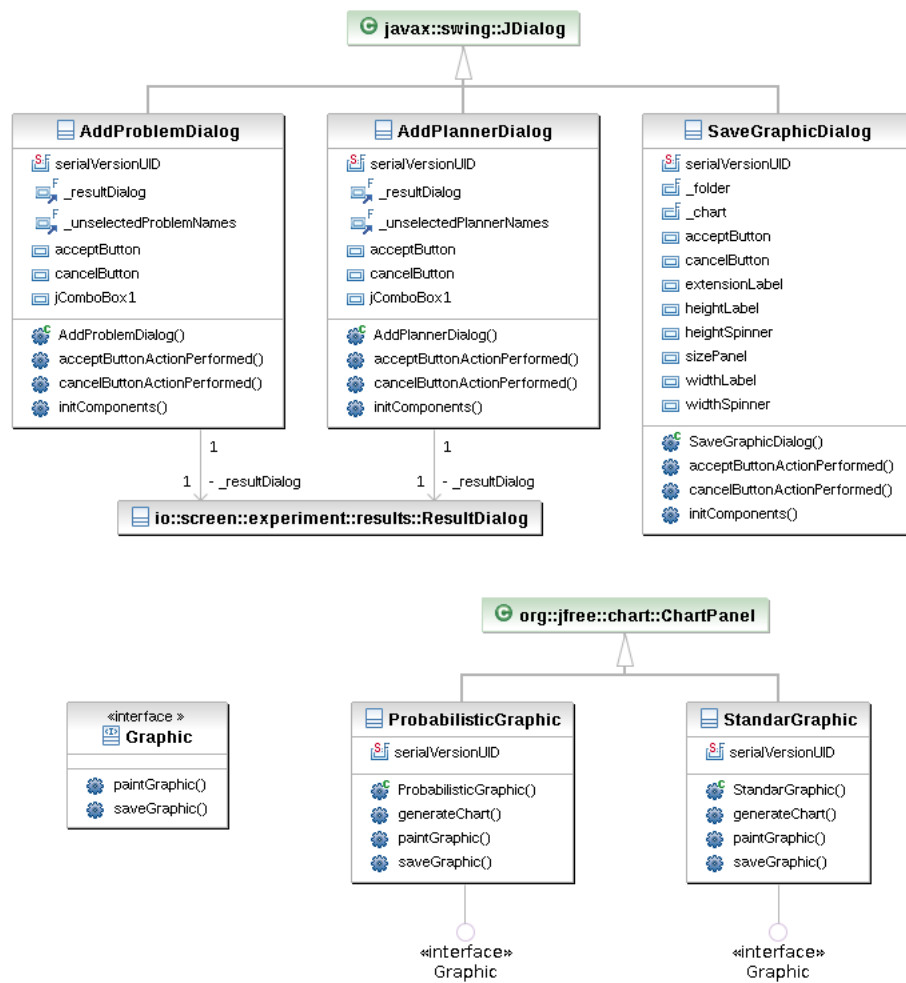 javax::swing::JDialog
AddProblemDialog
serialVersionUID
_resultDialog
_unselectedProblemNames
acceptButton
cancelButton
jComboBox1
AddProblemDialog()
acceptButtonActionPerformed()
cancelButtonActionPerformed()
initComponents()
AddPlannerDialog
serialVersionUID
_resultDialog
_unselectedPlannerNames
acceptButton
cancelButton
jComboBox1
AddPlannerDialog()
acceptButtonActionPerformed()
cancelButtonActionPerformed()
initComponents()
SaveGraphicDialog
serialVersionUID
_folder
_chart
acceptButton
cancelButton
extensionLabel
heightLabel
heightSpinner
sizePanel
widthLabel
widthSpinner
SaveGraphicDialog()
acceptButtonActionPerformed()
cancelButtonActionPerformed()
initComponents()
1
1 - _resultDialog
1
1 - _resultDialog
io::screen::experiment::results::ResultDialog
org::jfree::chart::ChartPanel
«interface »
Graphic
paintGraphic()
saveGraphic()
ProbabilisticGraphic
serialVersionUID
ProbabilisticGraphic()
generateChart()
paintGraphic()
saveGraphic()
«interface»
Graphic
StandarGraphic
serialVersionUID
StandarGraphic()
generateChart()
paintGraphic()
saveGraphic()
«interface»
Graphic